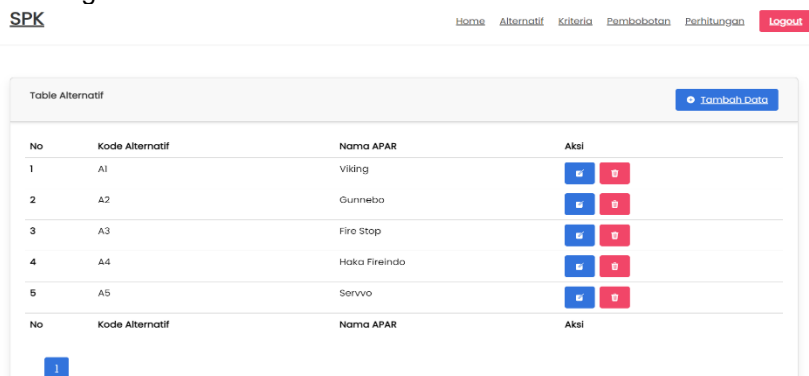 SPK
Home Alternatif Kriteria Pembobotan Perhitungan Logout
Table Alternatif
Tambah Data
No Kode Alternatif Nama APAR Aksi
1 A1 Viking
2 A2 Gunnebo
3 A3 Fire Stop
4 A4 Haka Fireindo
5 A5 Servvo
No Kode Alternatif Nama APAR Aksi
1